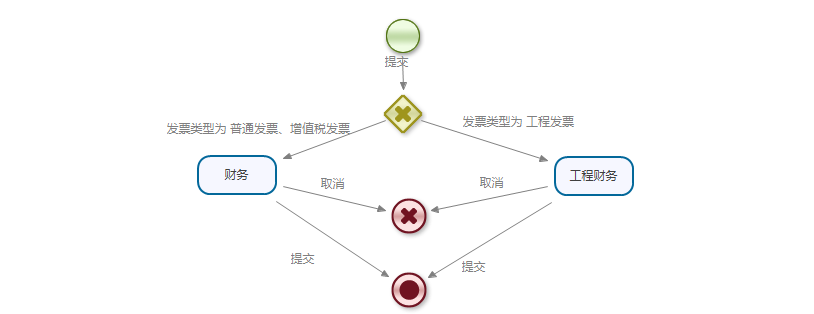 提交
发票类型为 工程发票
发票类型为 普通发票、增值税发票
财务
工程财务
取消
取消
提交
提交